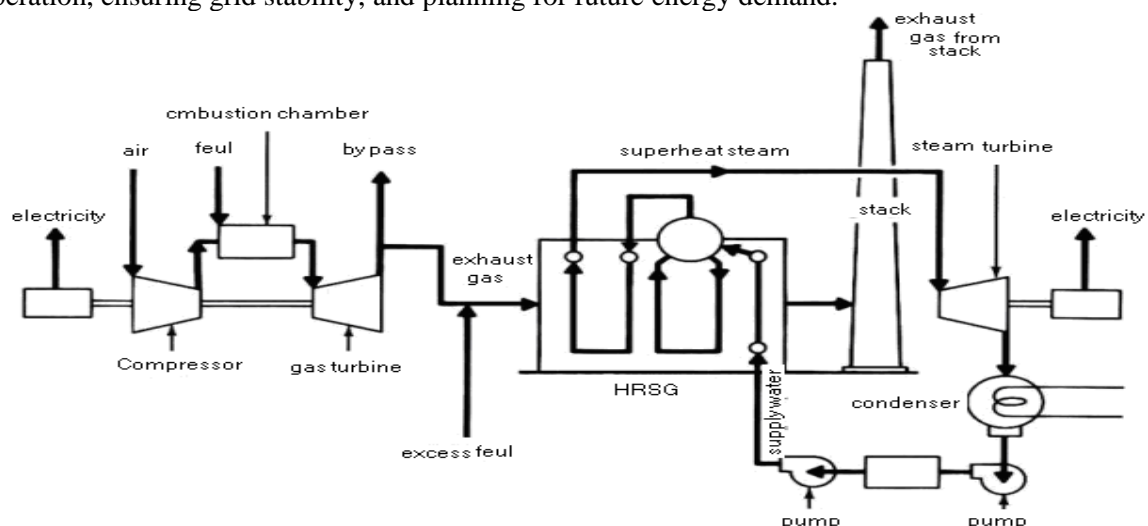 peration, ensuring grid stability, and planning for future energy demand.
exhaust
gas from
stack
cmbustion chamber
air
feul
by pass
superheat steam
steam turbine
electricity
stack
electricity
exhaust
gas
Compressor
gas turbine
HRSG
supply water
condenser
excess feul
pump
pump